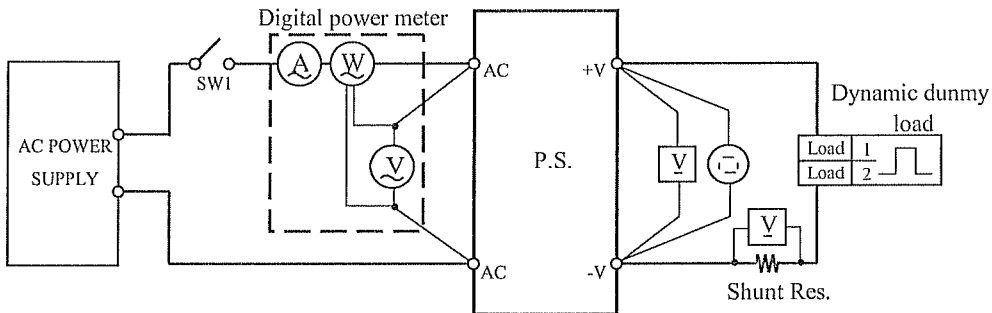 Digital power meter
A
W
SW1
AC
+V
Dynamic dunmy
load
AC POWER
SUPPLY
V
P.S.
V
Load 1
Load 2
V
AC
-V
Shunt Res.